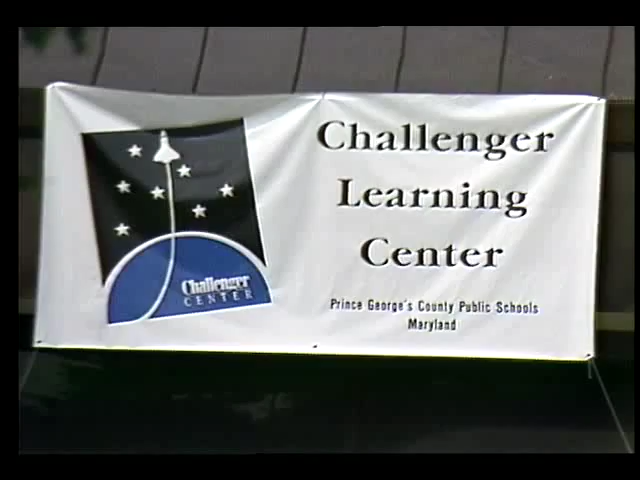 Challenger
Learning
Center
Prince George's County Public Schools
Maryland
Challenger
CENTER